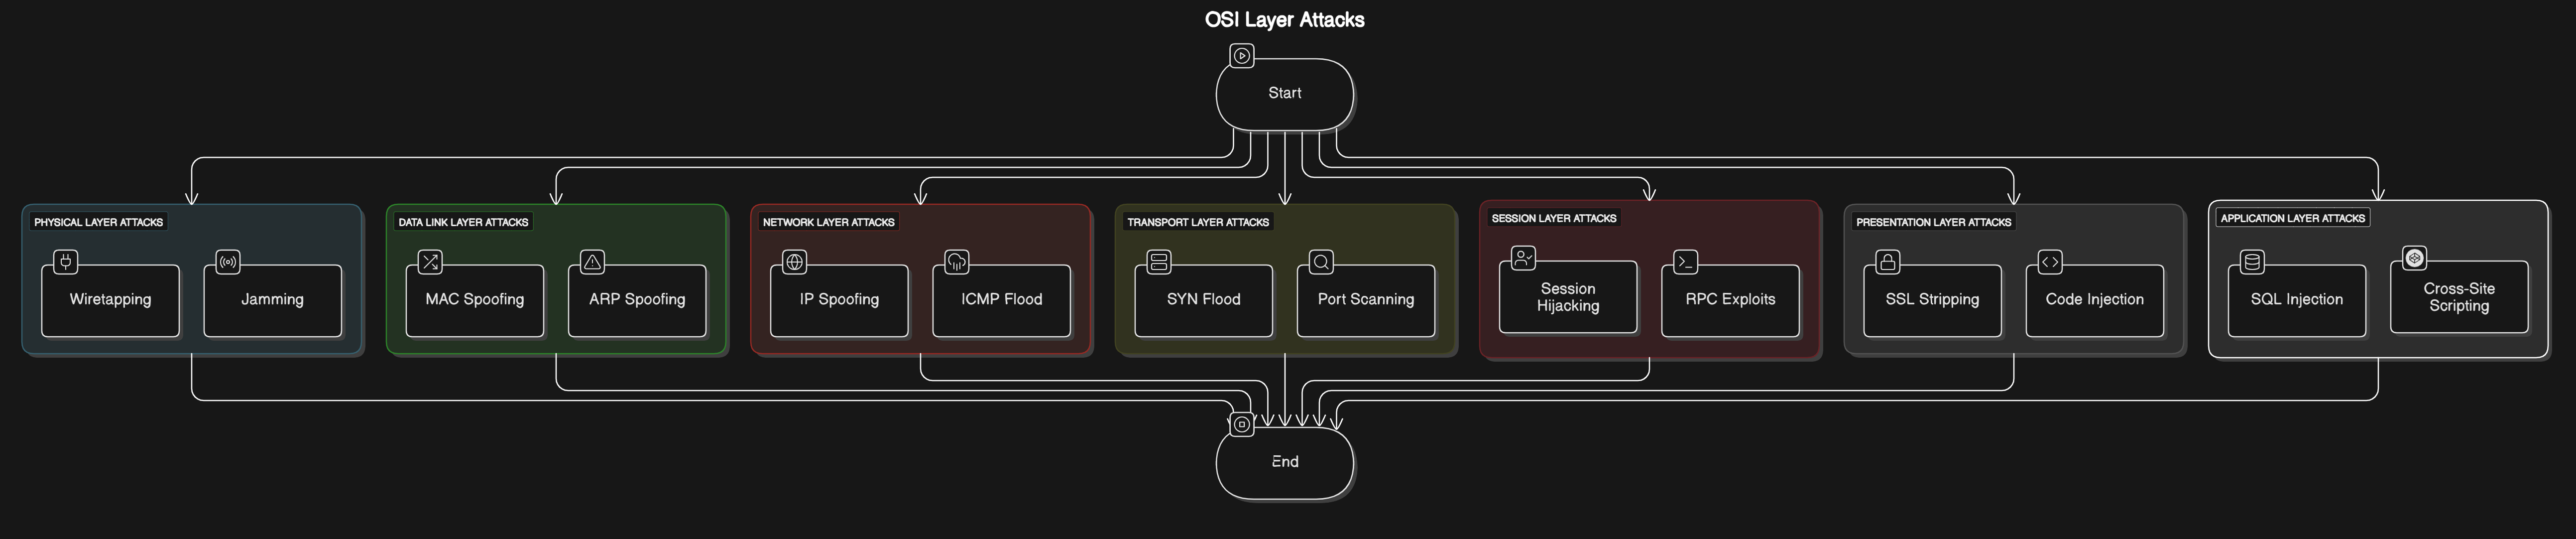 OSI Layer Attacks
Start
PHYSICAL LAYER ATTACKS
Wiretapping
Jamming
DATA LINK LAYER ATTACKS
MAC Spoofing
ARP Spoofing
NETWORK LAYER ATTACKS
IP Spoofing
ICMP Flood
TRANSPORT LAYER ATTACKS
SYN Flood
Port Scanning
SESSION LAYER ATTACKS
Session
Hijacking
RPC Exploits
PRESENTATION LAYER ATTACKS
SSL Stripping
Code Injection
APPLICATION LAYER ATTACKS
SQL Injection
Cross-Site
Scripting
End